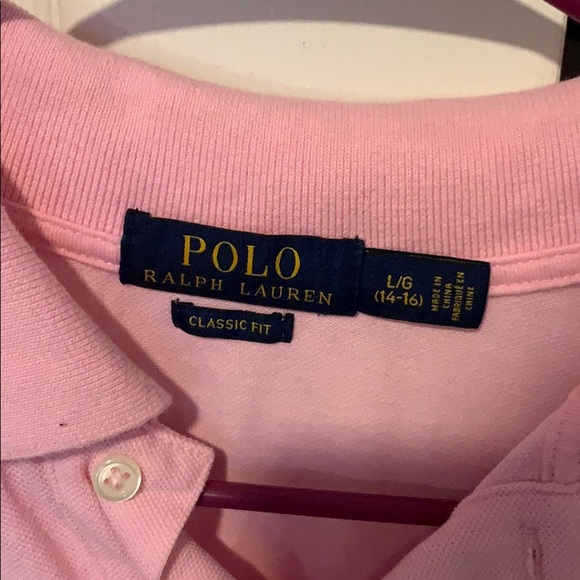 POLO
RALPH LAUREN
CLASSIC FIT
L/G
(14-16)
MADE IN
CHINA
FABRIQUÉ EN
CHINE